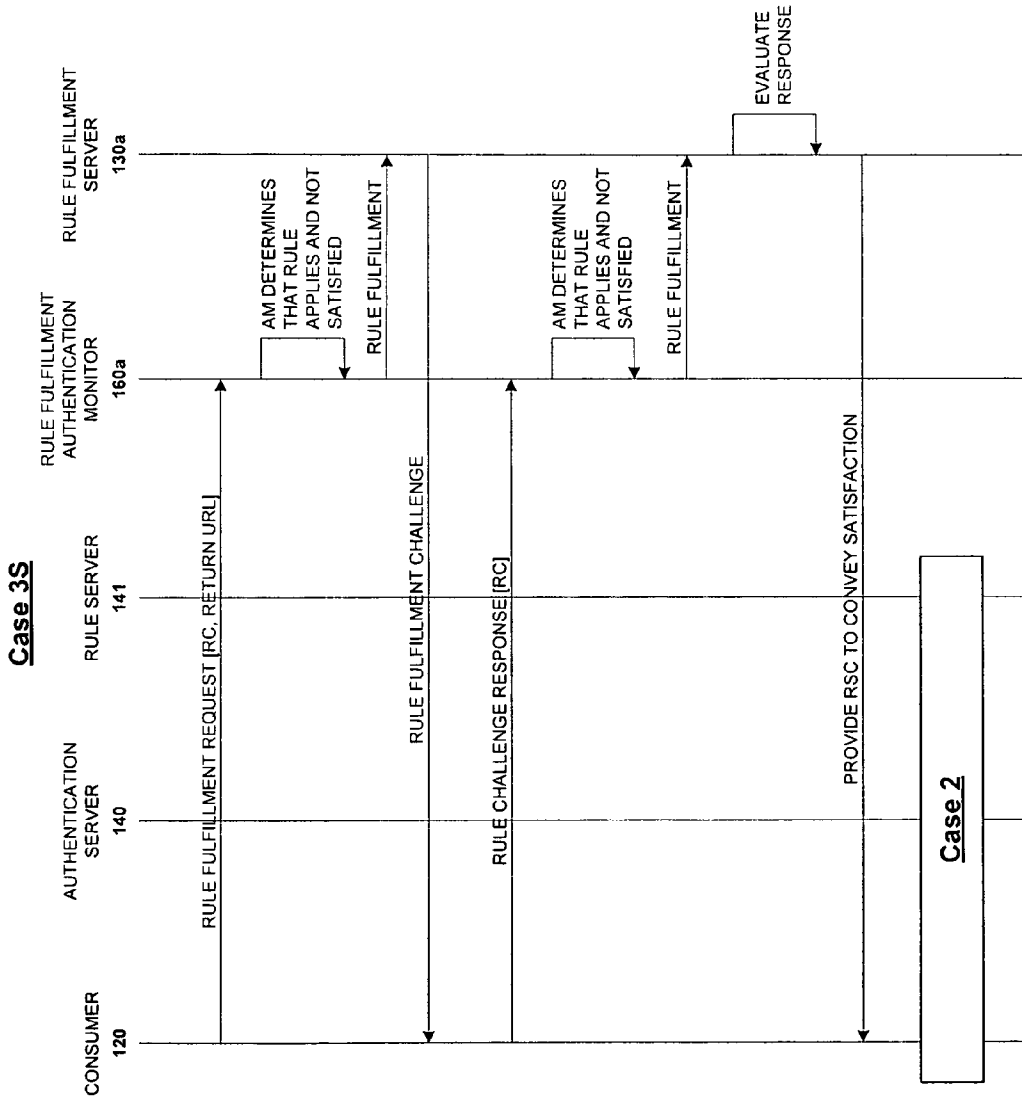 Case 3S
CONSUMER
120
AUTHENTICATION
SERVER
140
RULE SERVER
141
RULE FULFILLMENT
AUTHENTICATION
MONITOR
160a
RULE FULFILLMENT
SERVER
130a
RULE FULFILLMENT REQUEST [RC, RETURN URL]
AM DETERMINES
THAT RULE
APPLIES AND NOT
SATISFIED
RULE FULFILLMENT
RULE FULFILLMENT CHALLENGE
RULE CHALLENGE RESPONSE [RC]
AM DETERMINES
THAT RULE
APPLIES AND NOT
SATISFIED
RULE FULFILLMENT
EVALUATE
RESPONSE
PROVIDE RSC TO CONVEY SATISFACTION
Case 2